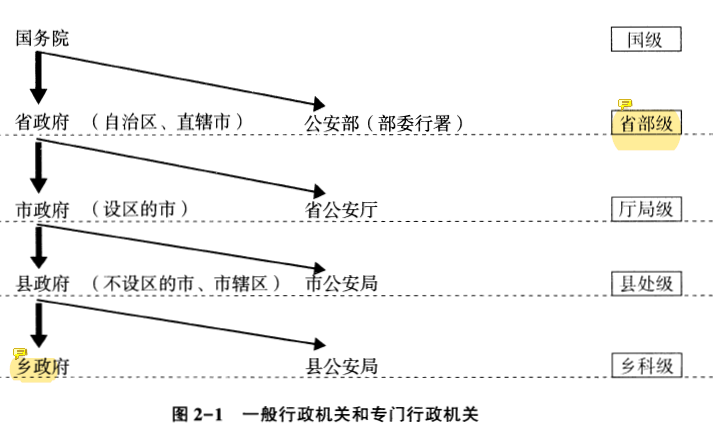 国务院 国级
省政府 （自治区、直辖市） 公安部（部委行署） 省部级
市政府 （设区的市） 省公安厅 厅局级
县政府 （不设区的市、市辖区） 市公安局 县处级
乡政府 县公安局 乡科级
图 2-1 一般行政机关和专门行政机关